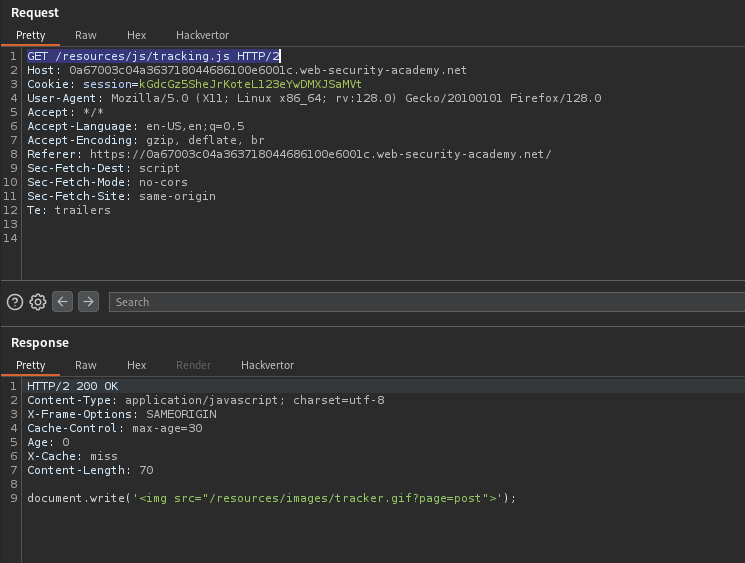 Request
Pretty Raw Hex Hackvertor
1 GET /resources/js/tracking.js HTTP/2
2 Host: 0a67003c04a363718044686100e6001c.web-security-academy.net
3 Cookie: session=kGdcGz5SheJrKoteL123eYwDMXJSaMVt
4 User-Agent: Mozilla/5.0 (X11; Linux x86_64; rv:128.0) Gecko/20100101 Firefox/128.0
5 Accept: */*
6 Accept-Language: en-US,en;q=0.5
7 Accept-Encoding: gzip, deflate, br
8 Referer: https://0a67003c04a363718044686100e6001c.web-security-academy.net/
9 Sec-Fetch-Dest: script
10 Sec-Fetch-Mode: no-cors
11 Sec-Fetch-Site: same-origin
12 Te: trailers
13
14
Search
Response
Pretty Raw Hex Render Hackvertor
1 HTTP/2 200 OK
2 Content-Type: application/javascript; charset=utf-8
3 X-Frame-Options: SAMEORIGIN
4 Cache-Control: max-age=30
5 Age: 0
6 X-Cache: miss
7 Content-Length: 70
8
9 document.write('<img src="/resources/images/tracker.gif?page=post">');